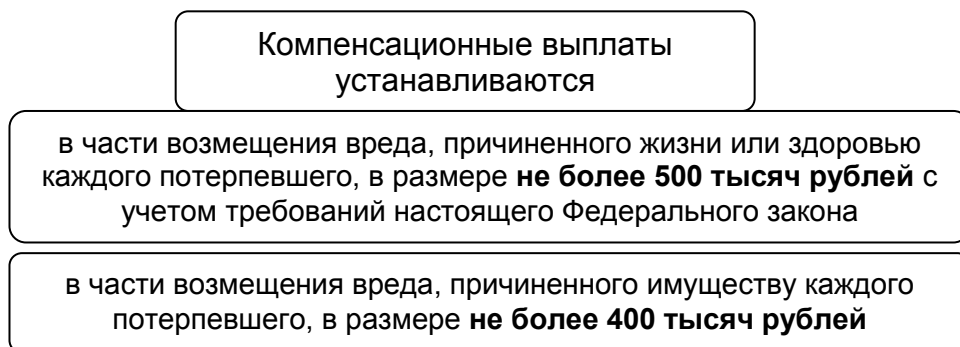 Компенсационные выплаты
устанавливаются
в части возмещения вреда, причиненного жизни или здоровью
каждого потерпевшего, в размере не более 500 тысяч рублей с
учетом требований настоящего Федерального закона
в части возмещения вреда, причиненного имуществу каждого
потерпевшего, в размере не более 400 тысяч рублей